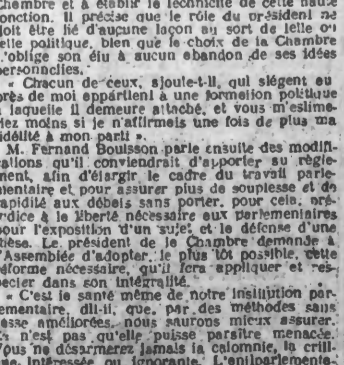 Chambre et à établir la technicité de cette haute
onction. Il précise que le rôle du président ne
doit être lié d'aucune façon au sort de telle ou
telle politique, bien que le choix de la Chambre
n'oblige son élu à aucun abandon de ses idées
personnelles.
« Chacun de ceux, ajoute-t-il, qui siègent au
près de moi appartient à une formation politique
à laquelle il demeure attaché, et vous m'estime-
riez moins si je n'affirmais une fois de plus ma
fidélité à mon parti ».
M. Fernand Bouisson parle ensuite des modifi-
cations qu'il conviendrait d'apporter au règle-
ment, afin d'élargir le cadre du travail parle-
mentaire et pour assurer plus de souplesse et de
rapidité aux débats sans porter, pour cela, pré-
judice à la liberté nécessaire aux parlementaires
pour l'exposition d'un sujet et la défense d'une
thèse. Le président de la Chambre demande à
l'Assemblée d'adopter, le plus tôt possible, cette
réforme nécessaire, qu'il fera appliquer et res-
pecter dans son intégralité.
« C'est la santé même de notre institution par-
lementaire, dit-il, que, par des méthodes sans
cesse améliorées, nous saurons mieux assurer.
Ce n'est pas qu'elle puisse paraître menacée.
Vous ne désarmerez jamais la calomnie, la criti-
que intéressée ou ignorante. L'antiparlementa-